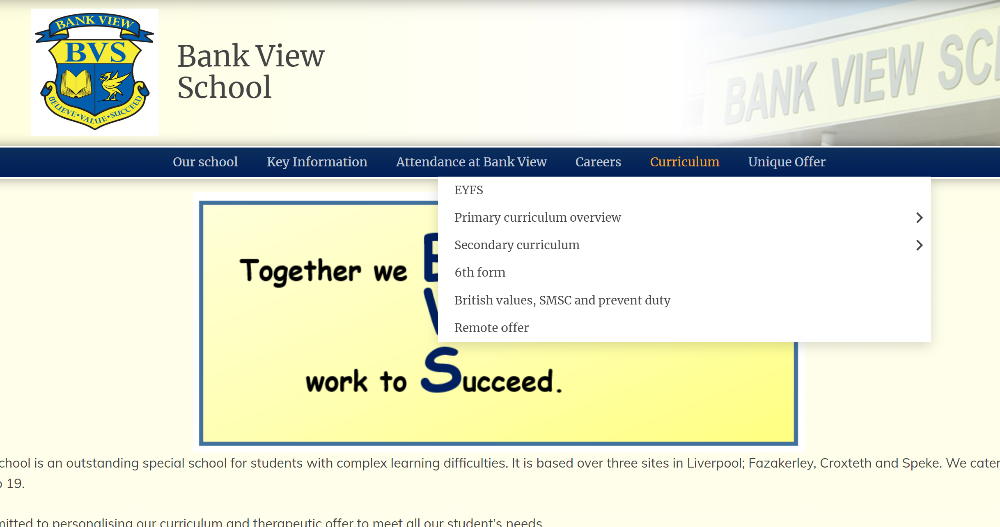 BANK VIEW
BVS
BELIEVE•VALUE•SUCCEED
Bank View
School
BANK VIEW
Our school Key Information Attendance at Bank View Careers Curriculum Unique Offer
EYFS
Primary curriculum overview
Secondary curriculum
6th form
British values, SMSC and prevent duty
Remote offer
Together we
work to Succeed.
is an outstanding special school for students with complex learning difficulties. It is based over three sites in Liverpool; Fazakerley, Croxteth and Speke. We cater
19.
to personalising our curriculum and therapeutic offer to meet all our student's needs.